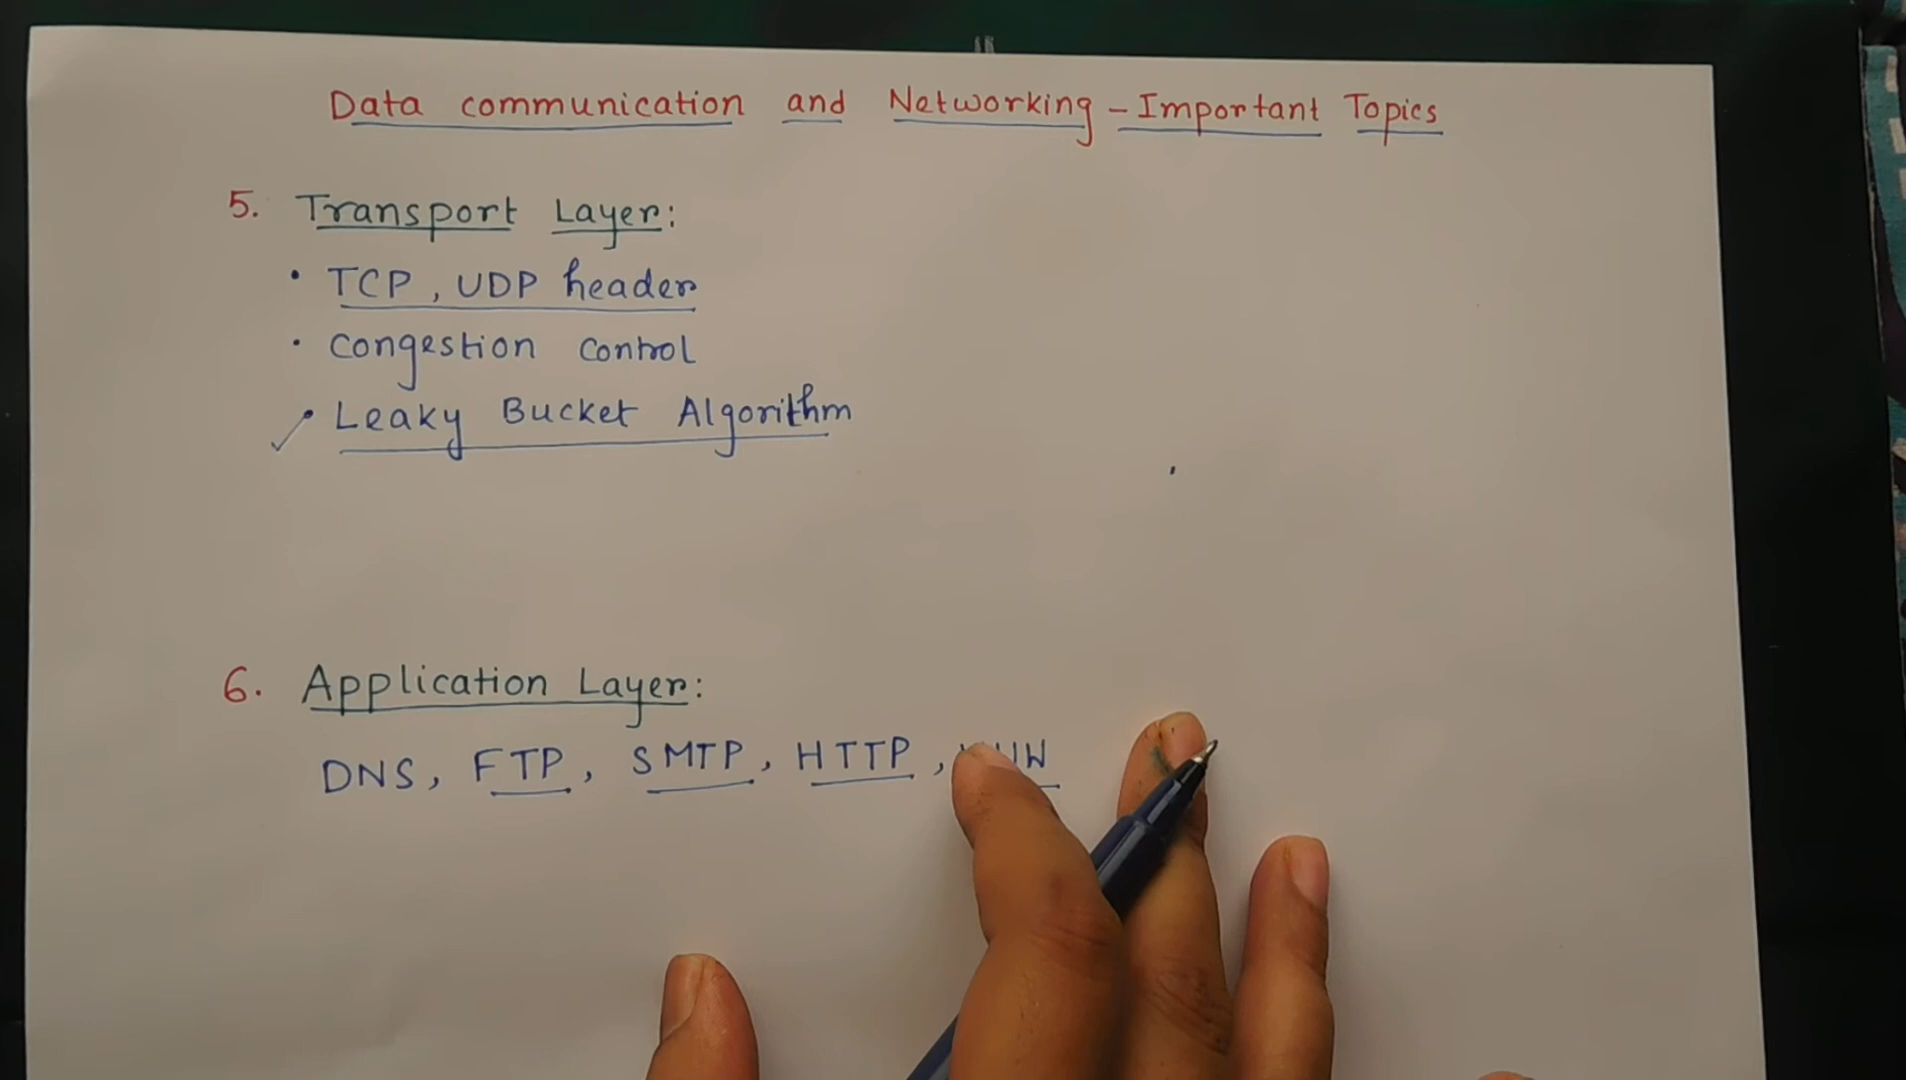 Data communication and Networking - Important Topics
5. Transport Layer:
• TCP, UDP header
• Congestion Control
✓ • Leaky Bucket Algorithm
6. Application Layer:
DNS, FTP, SMTP, HTTP,